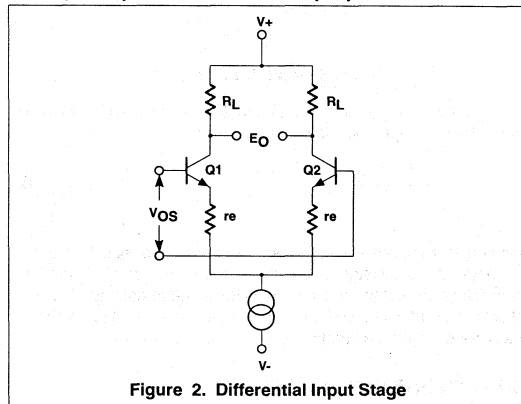 V+
RL RL
EO
Q1 Q2
VOS
re re
V-
Figure 2. Differential Input Stage